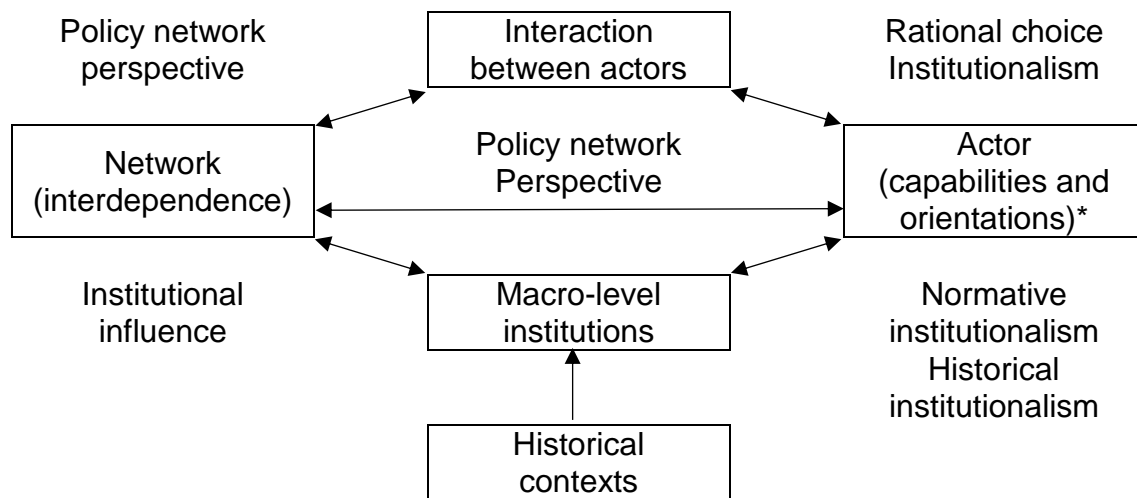 Policy network
perspective
Interaction
between actors
Rational choice
Institutionalism
Network
(interdependence)
Policy network
Perspective
Actor
(capabilities and
orientations)*
Institutional
influence
Macro-level
institutions
Normative
institutionalism
Historical
institutionalism
Historical
contexts